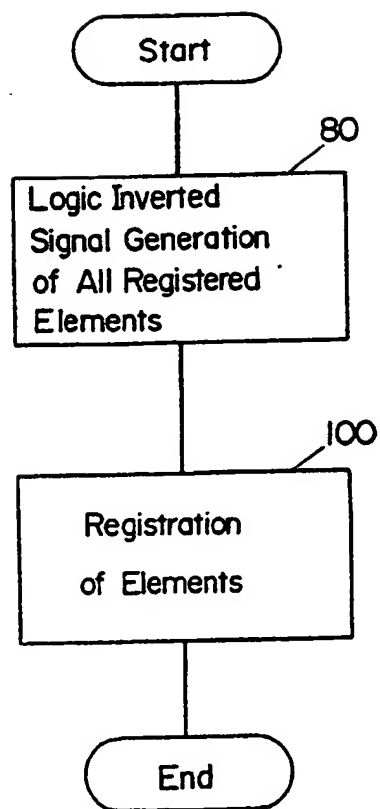 Start
80
Logic Inverted
Signal Generation
of All Registered
Elements
100
Registration
of Elements
End